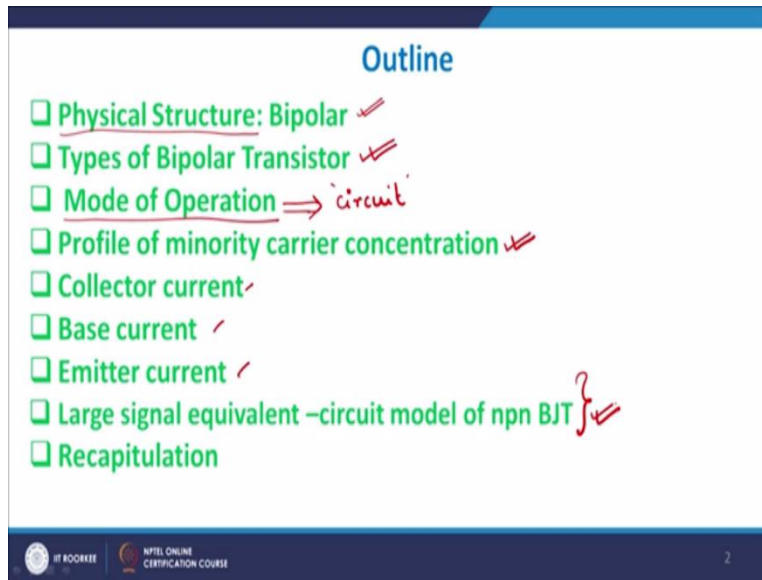 Outline
Physical Structure: Bipolar
Types of Bipolar Transistor
Mode of Operation ⇒ 'circuit'
Profile of minority carrier concentration
Collector current
Base current
Emitter current
Large signal equivalent –circuit model of npn BJT
Recapitulation
IIT ROORKEE
NPTEL ONLINE
CERTIFICATION COURSE
2